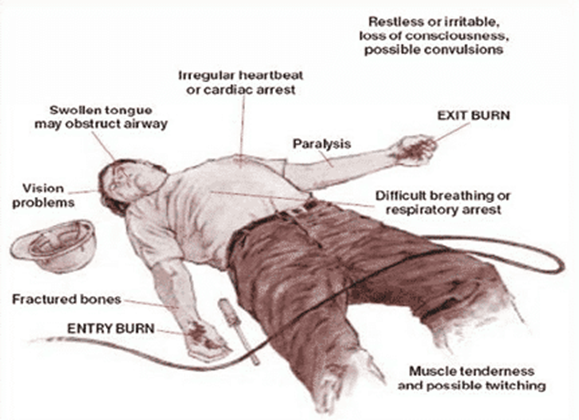 Restless or irritable,
loss of consciousness,
possible convulsions
Irregular heartbeat
or cardiac arrest
Swollen tongue
may obstruct airway
EXIT BURN
Paralysis
Vision
problems
Difficult breathing or
respiratory arrest
Fractured bones
ENTRY BURN
Muscle tenderness
and possible twitching